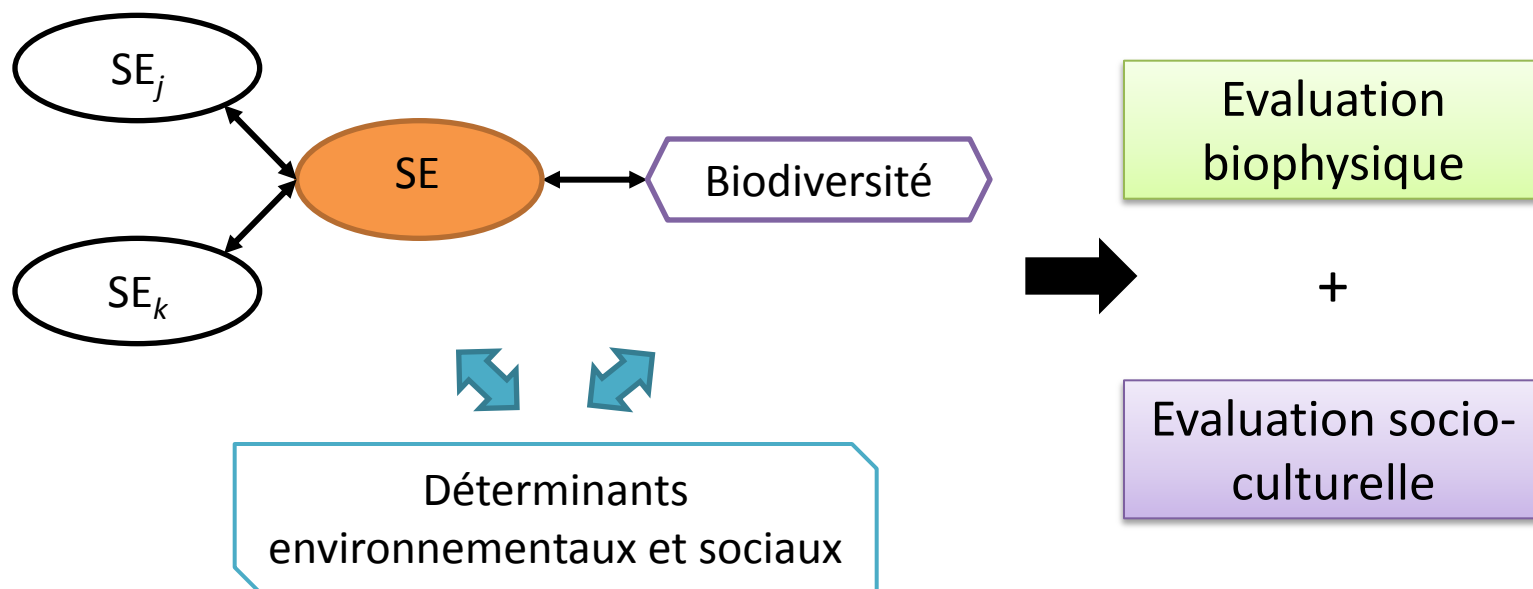 SEj
SE
SEk
Biodiversité
Déterminants
environnementaux et sociaux
Evaluation
biophysique
+
Evaluation socio-
culturelle